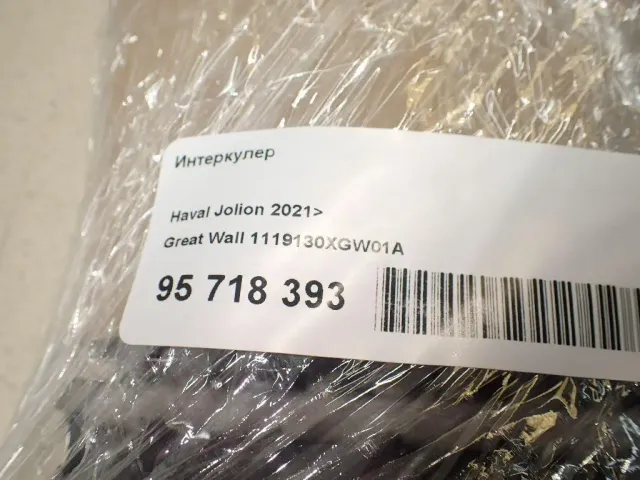 Интеркулер
Haval Jolion 2021>
Great Wall 1119130XGW01A
95 718 393